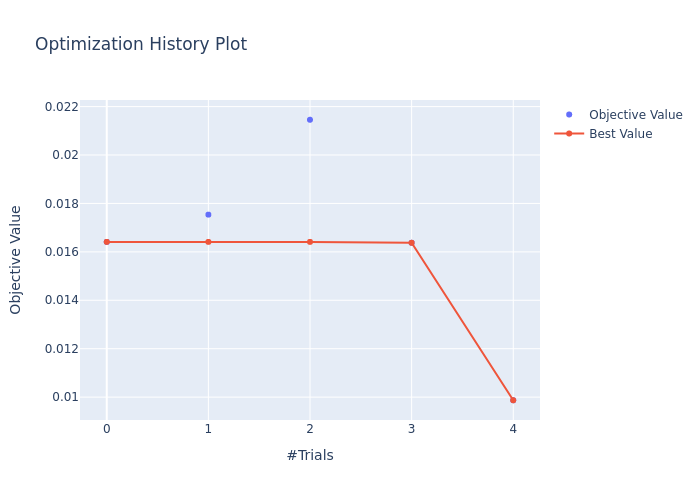 Optimization History Plot
Objective Value
Best Value
0.022
0.02
0.018
0.016
0.014
0.012
0.01
Objective Value
0 1 2 3 4
#Trials